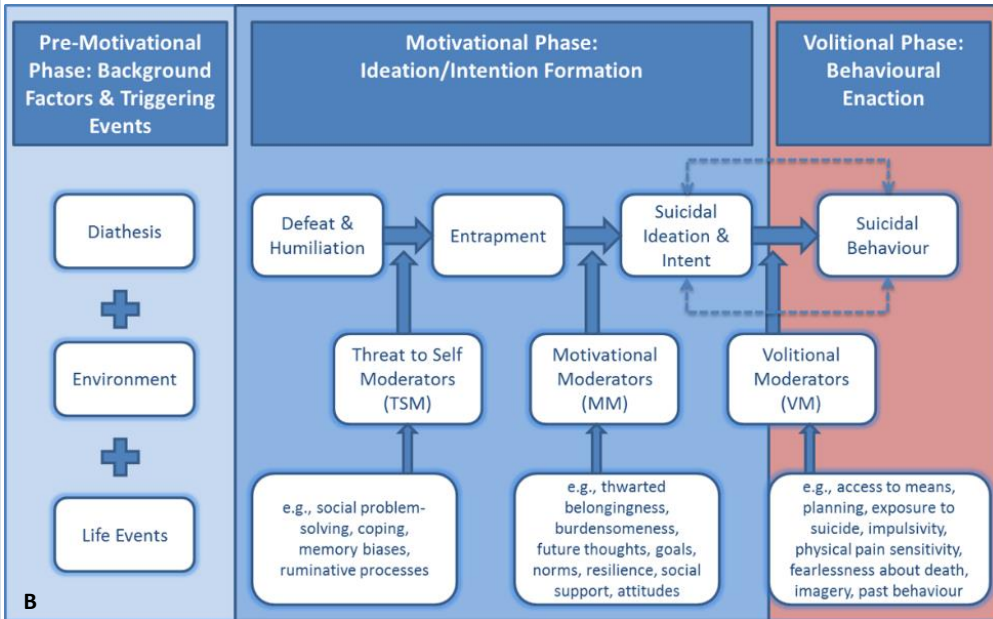 Pre-Motivational
Phase: Background
Factors & Triggering
Events
Motivational Phase:
Ideation/Intention Formation
Volitional Phase:
Behavioural
Enaction
Diathesis
Environment
Life Events
Defeat &
Humiliation
Entrapment
Suicidal
Ideation &
Intent
Suicidal
Behaviour
Threat to Self
Moderators
(TSM)
Motivational
Moderators
(MM)
Volitional
Moderators
(VM)
e.g., social problem-
solving, coping,
memory biases,
ruminative processes
e.g., thwarted
belongingness,
burdensomeness,
future thoughts, goals,
norms, resilience, social
support, attitudes
e.g., access to means,
planning, exposure to
suicide, impulsivity,
physical pain sensitivity,
fearlessness about death,
imagery, past behaviour
B